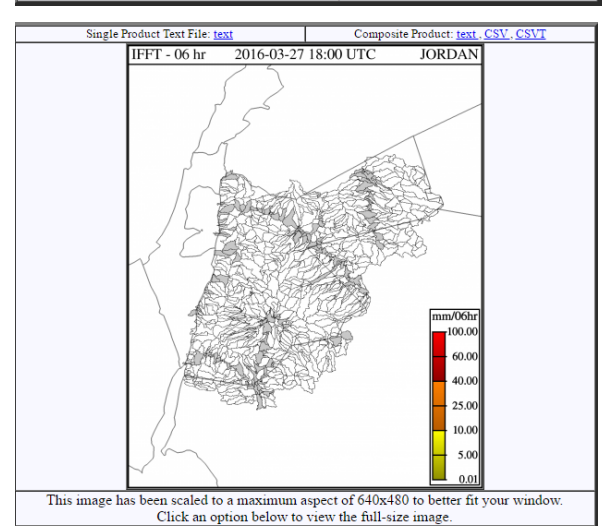 Single Product Text File: text
Composite Product: text , CSV , CSVT
IFFT - 06 hr 2016-03-27 18:00 UTC JORDAN
mm/06hr
100.00
60.00
40.00
25.00
10.00
5.00
0.01
This image has been scaled to a maximum aspect of 640x480 to better fit your window.
Click an option below to view the full-size image.